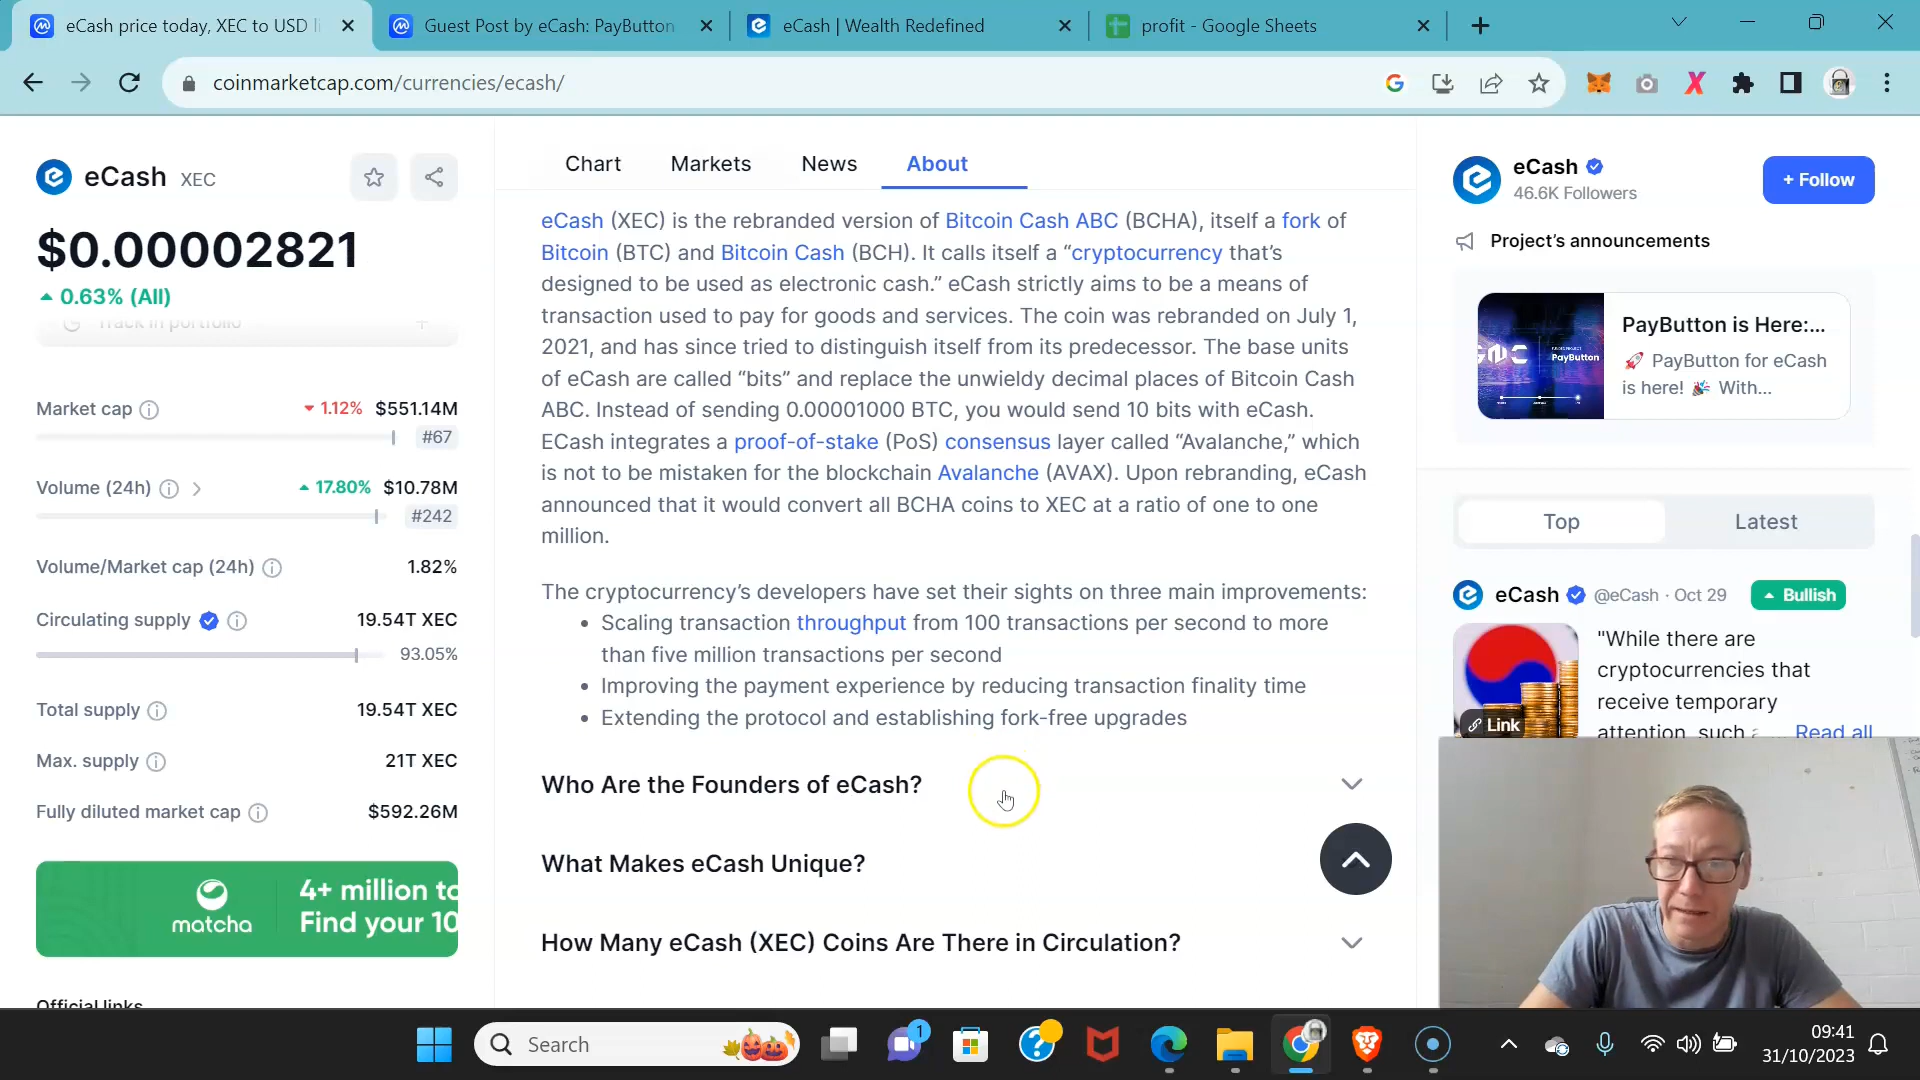 eCash price today, XEC to USD li
Guest Post by eCash: PayButton
eCash | Wealth Redefined
profit - Google Sheets
coinmarketcap.com/currencies/ecash/
eCash XEC
$0.00002821
0.63% (All)
Track in portfolio
Market cap 1.12% $551.14M
#67
Volume (24h) 17.80% $10.78M
#242
Volume/Market cap (24h) 1.82%
Circulating supply 19.54T XEC
93.05%
Total supply 19.54T XEC
Max. supply 21T XEC
Fully diluted market cap $592.26M
matcha
4+ million to
Find your 10
Official links
Chart Markets News About
eCash (XEC) is the rebranded version of Bitcoin Cash ABC (BCHA), itself a fork of
Bitcoin (BTC) and Bitcoin Cash (BCH). It calls itself a “cryptocurrency that’s
designed to be used as electronic cash.” eCash strictly aims to be a means of
transaction used to pay for goods and services. The coin was rebranded on July 1,
2021, and has since tried to distinguish itself from its predecessor. The base units
of eCash are called “bits” and replace the unwieldy decimal places of Bitcoin Cash
ABC. Instead of sending 0.00001000 BTC, you would send 10 bits with eCash.
ECash integrates a proof-of-stake (PoS) consensus layer called “Avalanche,” which
is not to be mistaken for the blockchain Avalanche (AVAX). Upon rebranding, eCash
announced that it would convert all BCHA coins to XEC at a ratio of one to one
million.
The cryptocurrency’s developers have set their sights on three main improvements:
• Scaling transaction throughput from 100 transactions per second to more
than five million transactions per second
• Improving the payment experience by reducing transaction finality time
• Extending the protocol and establishing fork-free upgrades
Who Are the Founders of eCash?
What Makes eCash Unique?
How Many eCash (XEC) Coins Are There in Circulation?
eCash
46.6K Followers
+ Follow
Project’s announcements
PayButton
PayButton is Here:...
🚀 PayButton for eCash
is here! 🎉 With...
Top Latest
eCash @eCash · Oct 29 Bullish
Link
"While there are
cryptocurrencies that
receive temporary
attention, such a... Read all
Search
1
09:41
31/10/2023